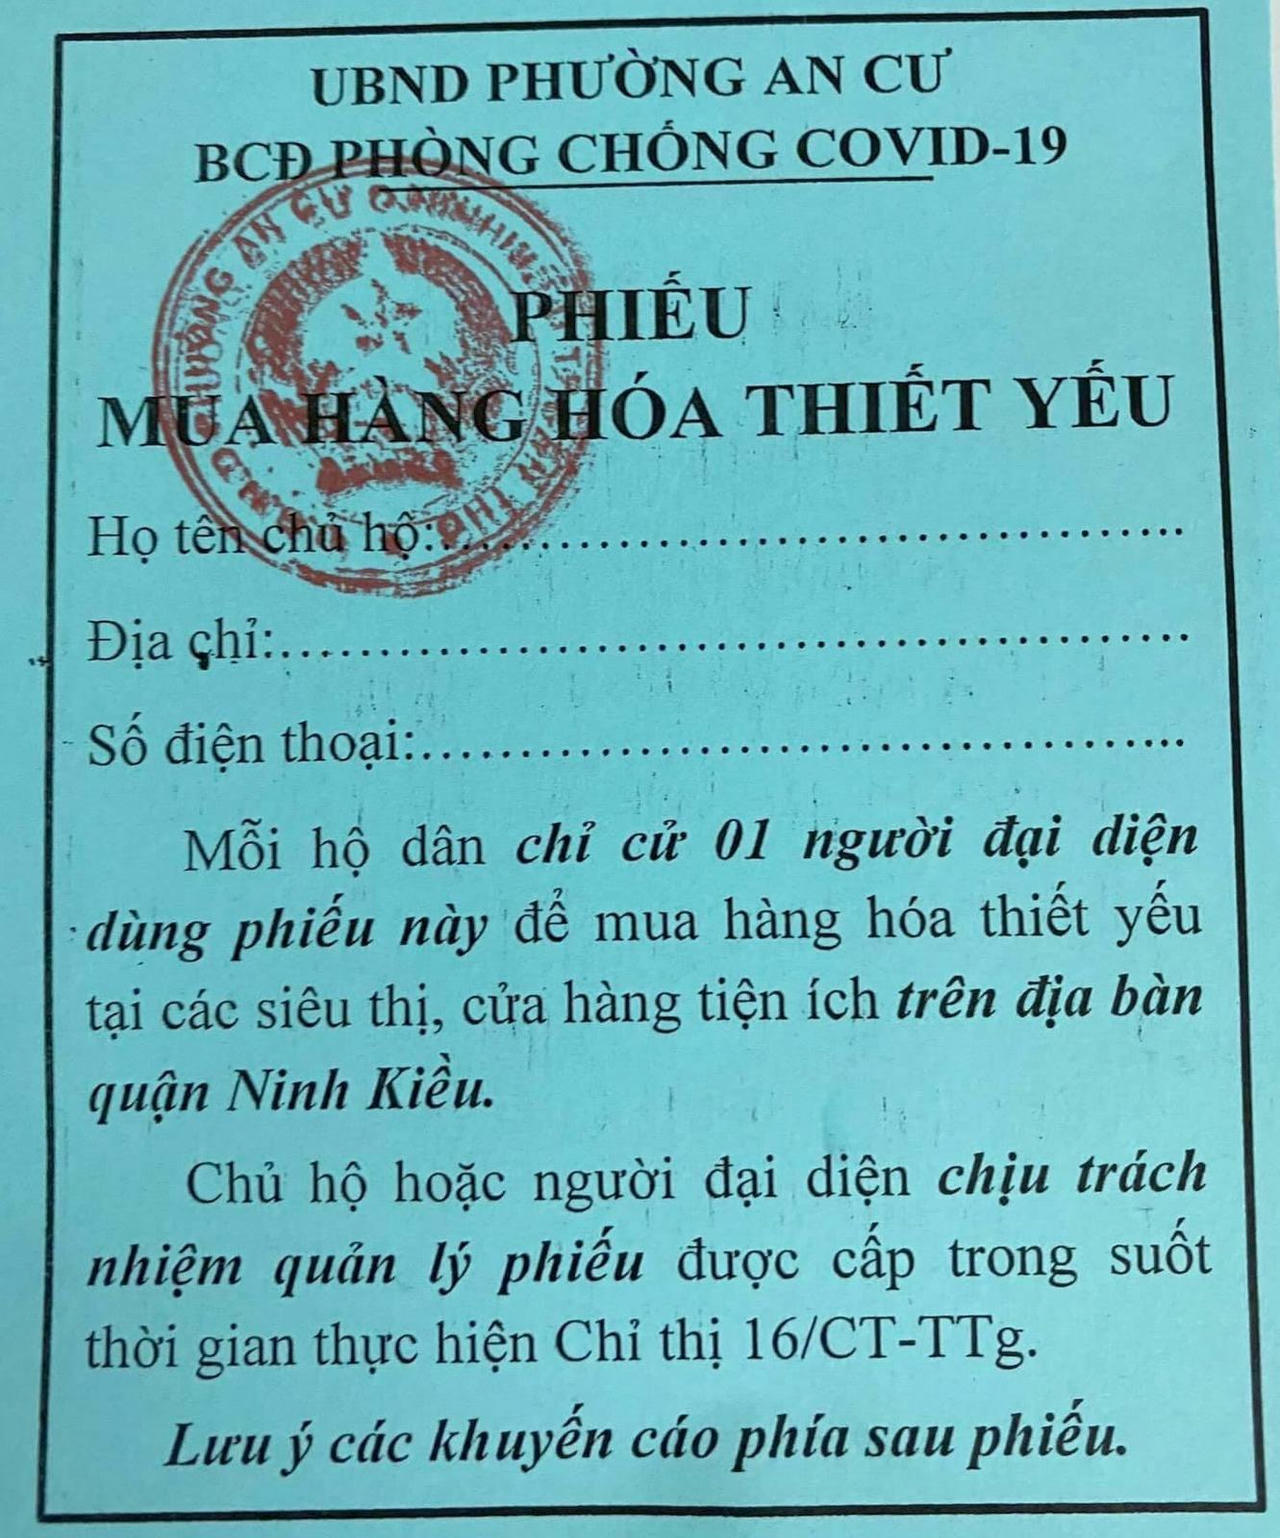 UBND PHƯỜNG AN CƯ
BCĐ PHÒNG CHỐNG COVID-19
PHIẾU
MUA HÀNG HÓA THIẾT YẾU
Họ tên chủ hộ:..........................................
Địa chỉ:..................................................
Số điện thoại:..........................................
Mỗi hộ dân chỉ cử 01 người đại diện
dùng phiếu này để mua hàng hóa thiết yếu
tại các siêu thị, cửa hàng tiện ích trên địa bàn
quận Ninh Kiều.
Chủ hộ hoặc người đại diện chịu trách
nhiệm quản lý phiếu được cấp trong suốt
thời gian thực hiện Chỉ thị 16/CT-TTg.
Lưu ý các khuyến cáo phía sau phiếu.